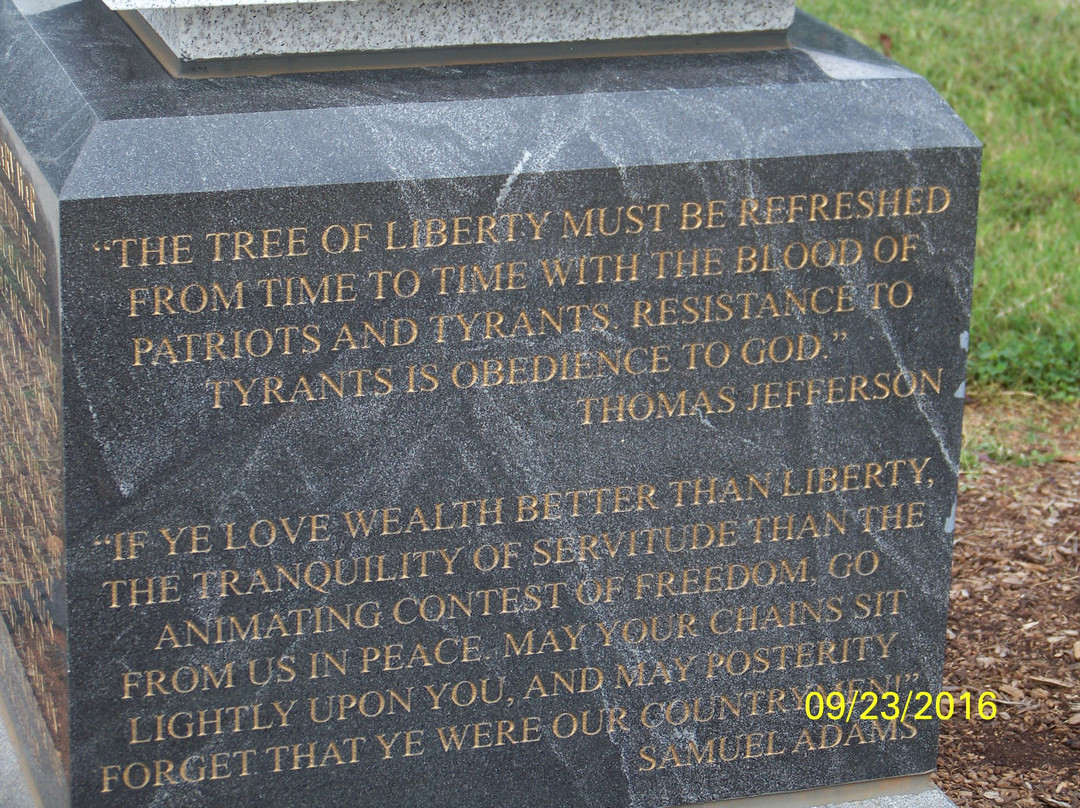 “THE TREE OF LIBERTY MUST BE REFRESHED
FROM TIME TO TIME WITH THE BLOOD OF
PATRIOTS AND TYRANTS. RESISTANCE TO
TYRANTS IS OBEDIENCE TO GOD.”
THOMAS JEFFERSON
“IF YE LOVE WEALTH BETTER THAN LIBERTY,
THE TRANQUILITY OF SERVITUDE THAN THE
ANIMATING CONTEST OF FREEDOM, GO
FROM US IN PEACE. MAY YOUR CHAINS SIT
LIGHTLY UPON YOU, AND MAY POSTERITY
FORGET THAT YE WERE OUR COUNTRYMEN!”
SAMUEL ADAMS
09/23/2016